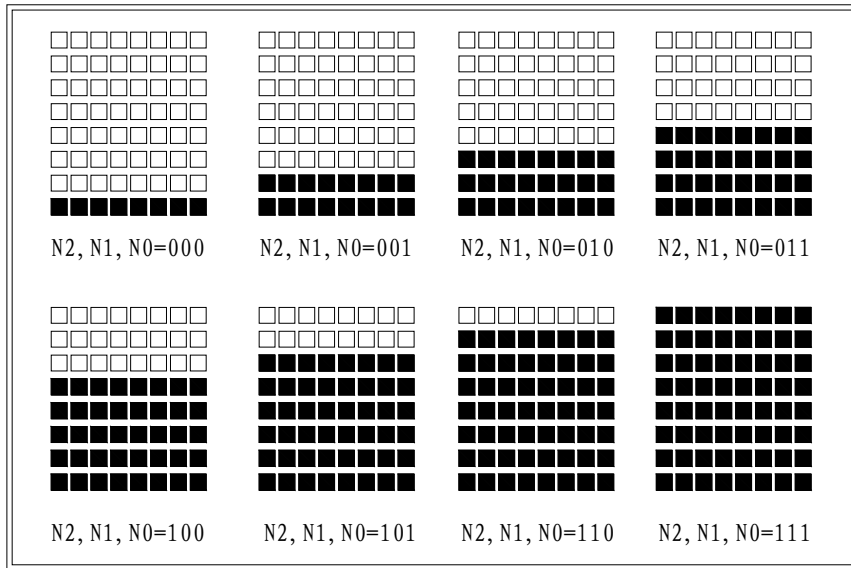 N2, N1, N0=000 N2, N1, N0=001 N2, N1, N0=010 N2, N1, N0=011
N2, N1, N0=100 N2, N1, N0=101 N2, N1, N0=110 N2, N1, N0=111